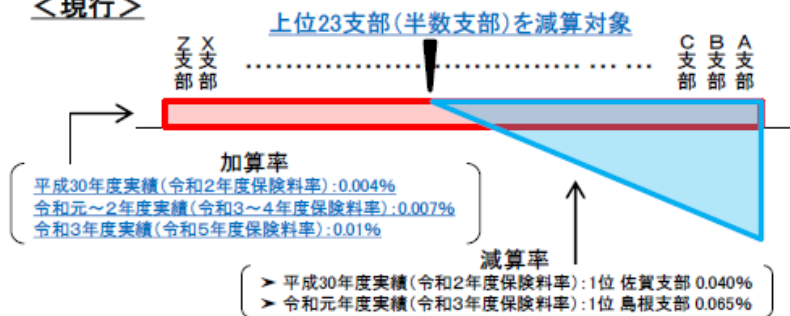 ＜現行＞
上位23支部(半数支部)を減算対象
Z支部 X支部 ……………………………… … … C支部 B支部 A支部
加算率
平成30年度実績(令和2年度保険料率):0.004%
令和元～2年度実績(令和3～4年度保険料率):0.007%
令和3年度実績(令和5年度保険料率):0.01%
減算率
➤ 平成30年度実績(令和2年度保険料率):1位 佐賀支部 0.040%
➤ 令和元年度実績(令和3年度保険料率):1位 島根支部 0.065%